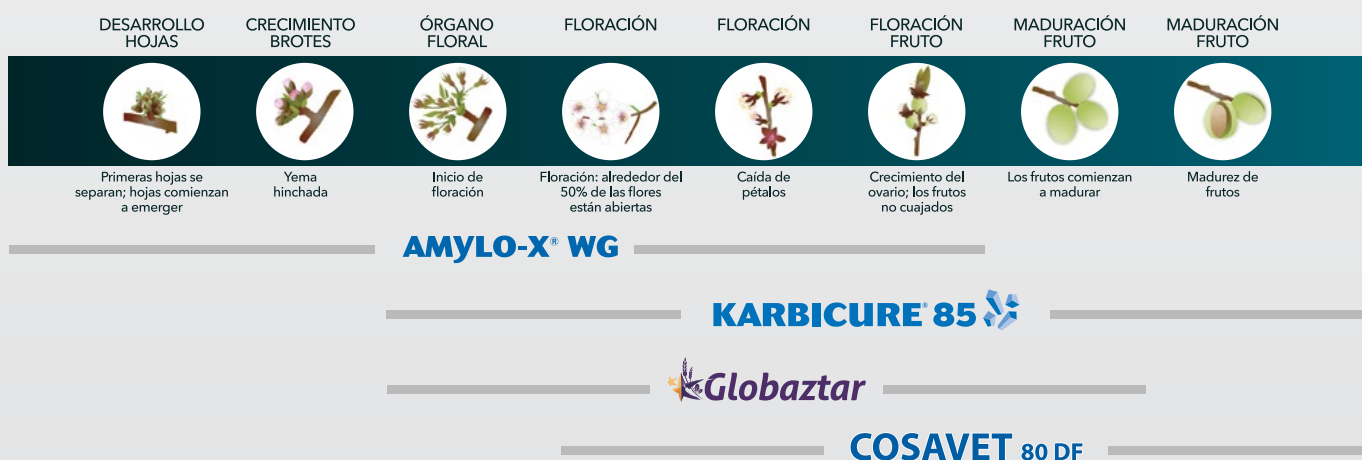 DESARROLLO
HOJAS
CRECIMIENTO
BROTES
ÓRGANO
FLORAL
FLORACIÓN
FLORACIÓN
FLORACIÓN
FRUTO
MADURACIÓN
FRUTO
MADURACIÓN
FRUTO
Primeras hojas se
separan; hojas comienzan
a emerger
Yema
hinchada
Inicio de
floración
Floración: alrededor del
50% de las flores
están abiertas
Caída de
pétalos
Crecimiento del
ovario; los frutos
no cuajados
Los frutos comienzan
a madurar
Madurez de
frutos
AMYLO-X® WG
KARBICURE® 85
Globaztar
COSAVET 80 DF